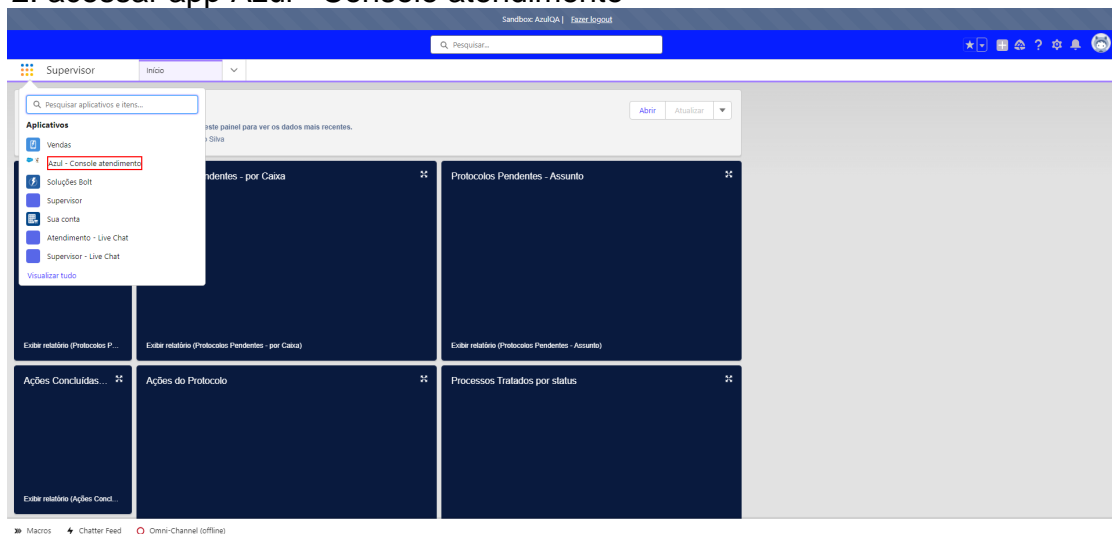 2. acessar app Azul - Console atendimento
Sandbox: AzulQA | Fazer logout
Pesquisar...
Supervisor
Início
Pesquisar aplicativos e itens...
Aplicativos
Vendas
Azul - Console atendimento
Soluções Bolt
Supervisor
Sua conta
Atendimento - Live Chat
Supervisor - Live Chat
Visualizar tudo
este painel para ver os dados mais recentes.
Silva
Abrir
Atualizar
ndentes - por Caixa
Protocolos Pendentes - Assunto
Exibir relatório (Protocolos P...
Exibir relatório (Protocolos Pendentes - por Caixa)
Exibir relatório (Protocolos Pendentes - Assunto)
Ações Concluídas...
Ações do Protocolo
Processos Tratados por status
Exibir relatório (Ações Concl...
Macros
Chatter Feed
Omni-Channel (offline)